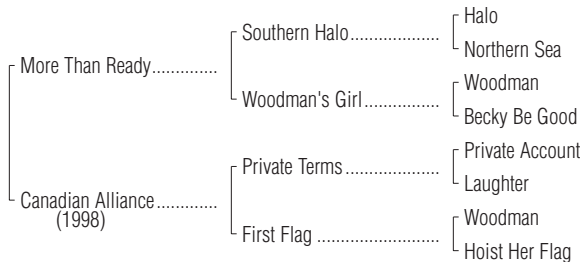 Halo
Southern Halo....................
Northern Sea
More Than Ready.............
Woodman
Woodman's Girl.................
Becky Be Good
Private Account
Private Terms.....................
Laughter
Canadian Alliance............
(1998)
Woodman
First Flag ...........................
Hoist Her Flag